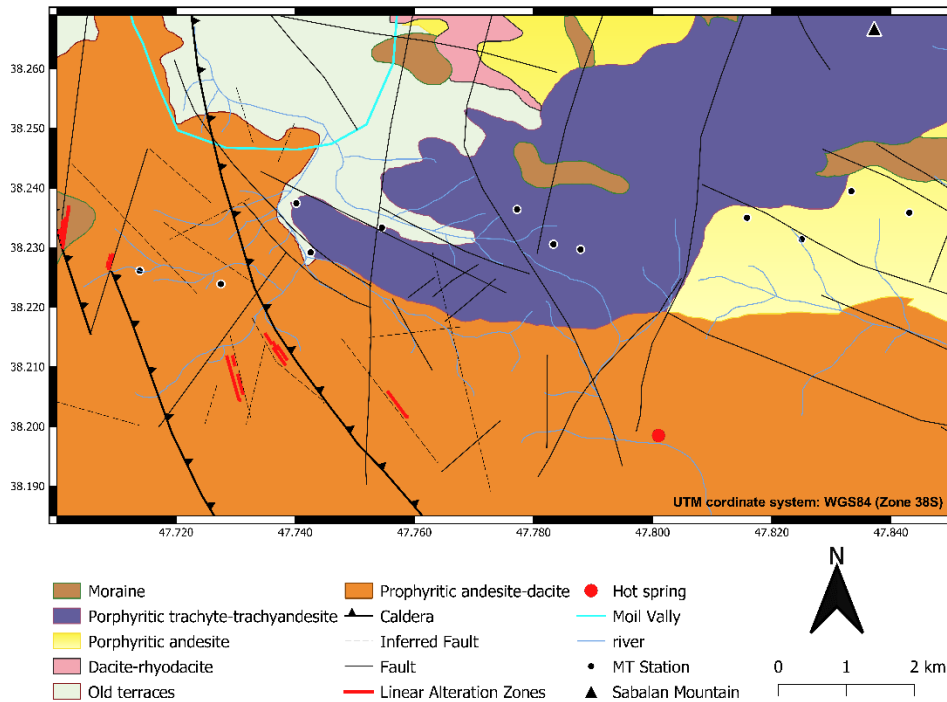 38.260
38.250
38.240
38.230
38.220
38.210
38.200
38.190
UTM cordinate system: WGS84 (Zone 38S)
47.720
47.740
47.760
47.780
47.800
47.820
47.840
Moraine
Porphyritic trachyte-trachyandesite
Porphyritic andesite
Dacite-rhyodacite
Old terraces
Prophyritic andesite-dacite
Caldera
Inferred Fault
Fault
Linear Alteration Zones
Hot spring
Moil Vally
river
MT Station
Sabalan Mountain
N
0 1 2 km